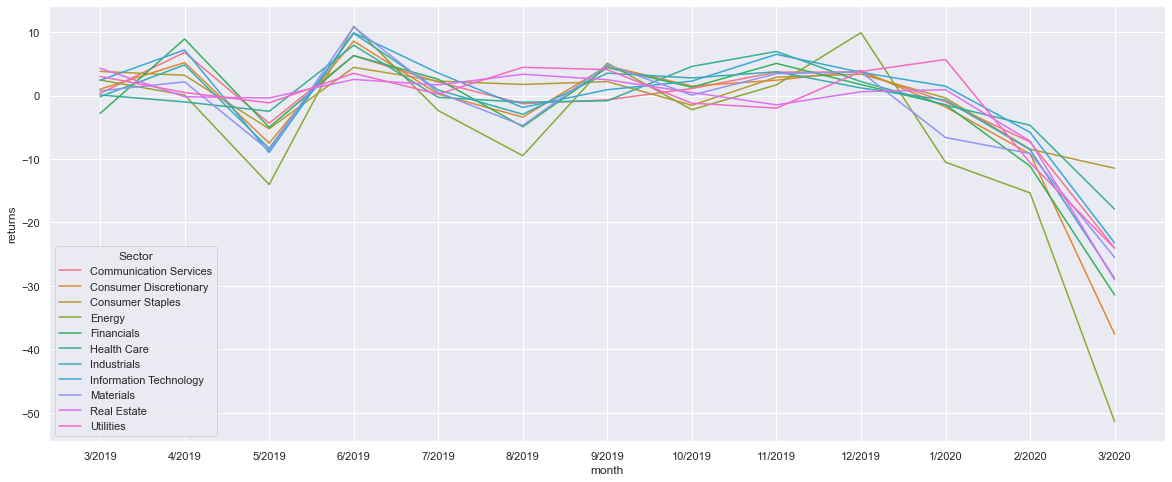 10
0
−10
−20
−30
−40
−50
returns
Sector
Communication Services
Consumer Discretionary
Consumer Staples
Energy
Financials
Health Care
Industrials
Information Technology
Materials
Real Estate
Utilities
3/2019 4/2019 5/2019 6/2019 7/2019 8/2019 9/2019 10/2019 11/2019 12/2019 1/2020 2/2020 3/2020
month